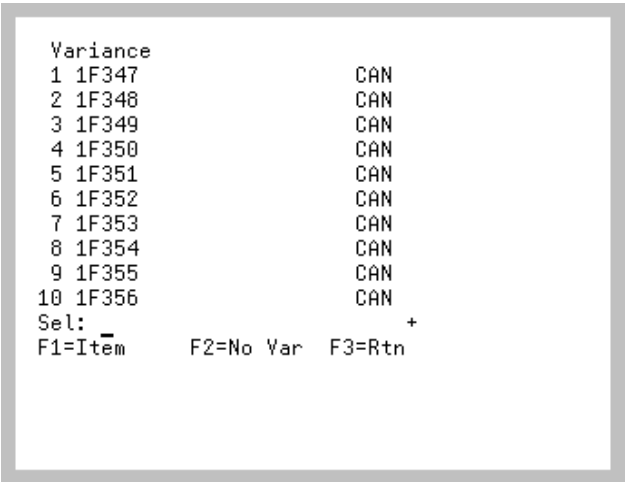 Variance
1 1F347 CAN
2 1F348 CAN
3 1F349 CAN
4 1F350 CAN
5 1F351 CAN
6 1F352 CAN
7 1F353 CAN
8 1F354 CAN
9 1F355 CAN
10 1F356 CAN
Sel: _ +
F1=Item F2=No Var F3=Rtn